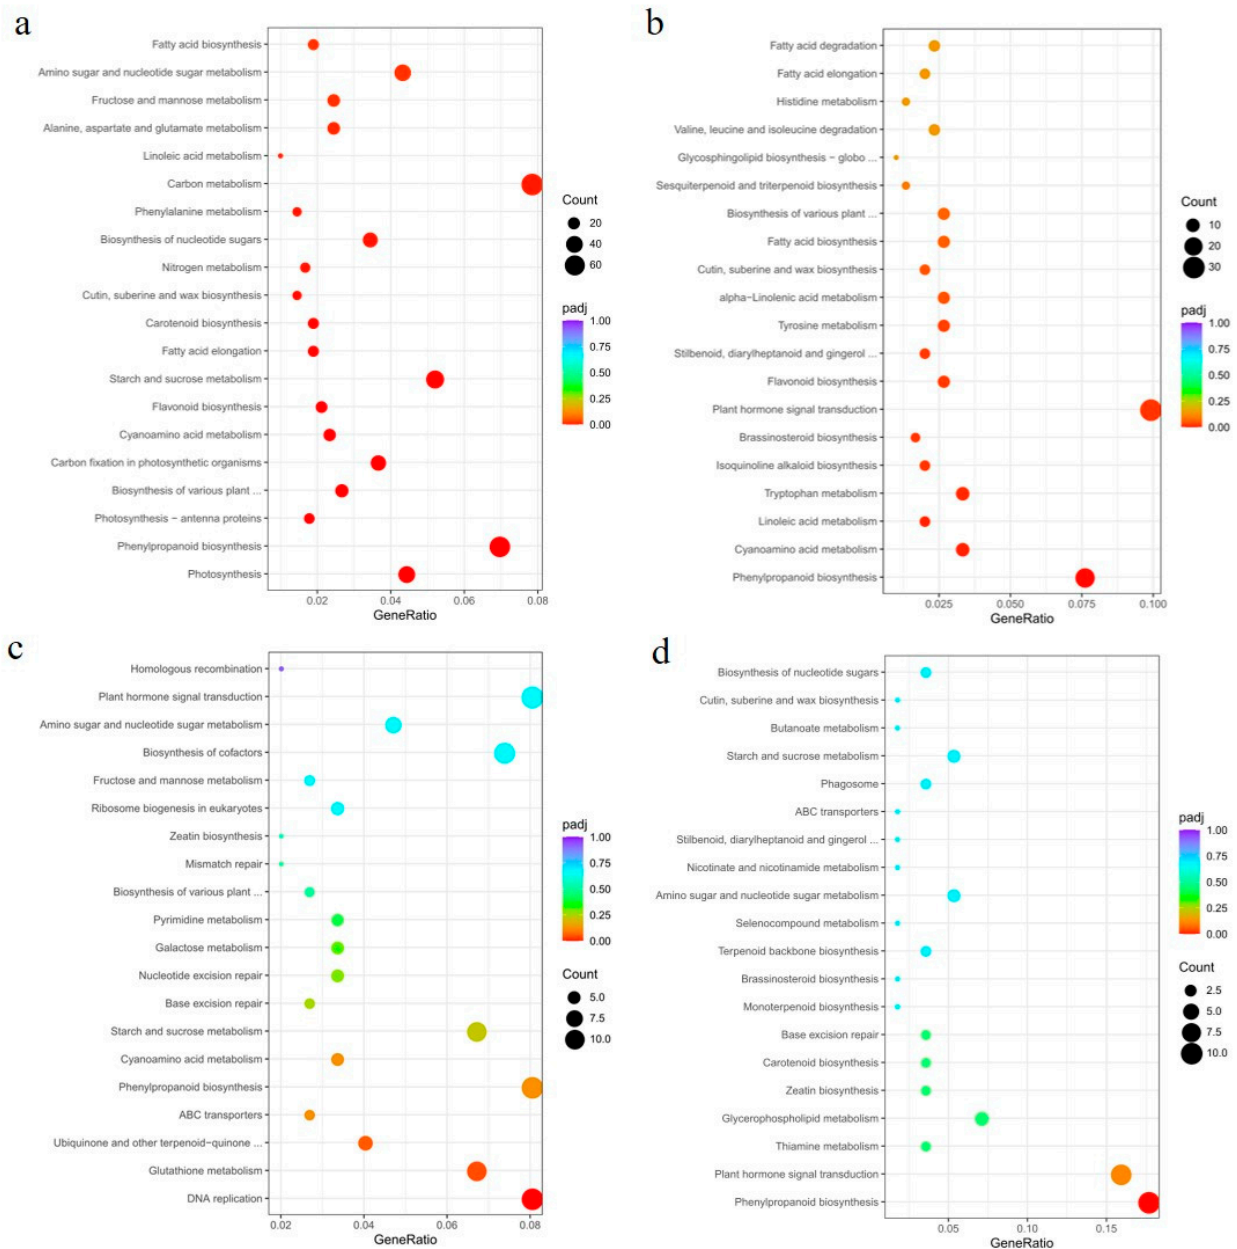 a
Fatty acid biosynthesis
Amino sugar and nucleotide sugar metabolism
Fructose and mannose metabolism
Alanine, aspartate and glutamate metabolism
Linoleic acid metabolism
Carbon metabolism
Phenylalanine metabolism
Biosynthesis of nucleotide sugars
Nitrogen metabolism
Cutin, suberine and wax biosynthesis
Carotenoid biosynthesis
Fatty acid elongation
Starch and sucrose metabolism
Flavonoid biosynthesis
Cyanoamino acid metabolism
Carbon fixation in photosynthetic organisms
Biosynthesis of various plant ...
Photosynthesis − antenna proteins
Phenylpropanoid biosynthesis
Photosynthesis
0.02 0.04 0.06 0.08
GeneRatio
Count
20
40
60
padj
1.00
0.75
0.50
0.25
0.00
b
Fatty acid degradation
Fatty acid elongation
Histidine metabolism
Valine, leucine and isoleucine degradation
Glycosphingolipid biosynthesis − globo ...
Sesquiterpenoid and triterpenoid biosynthesis
Biosynthesis of various plant ...
Fatty acid biosynthesis
Cutin, suberine and wax biosynthesis
alpha−Linolenic acid metabolism
Tyrosine metabolism
Stilbenoid, diarylheptanoid and gingerol ...
Flavonoid biosynthesis
Plant hormone signal transduction
Brassinosteroid biosynthesis
Isoquinoline alkaloid biosynthesis
Tryptophan metabolism
Linoleic acid metabolism
Cyanoamino acid metabolism
Phenylpropanoid biosynthesis
0.025 0.050 0.075 0.100
GeneRatio
Count
10
20
30
padj
1.00
0.75
0.50
0.25
0.00
c
Homologous recombination
Plant hormone signal transduction
Amino sugar and nucleotide sugar metabolism
Biosynthesis of cofactors
Fructose and mannose metabolism
Ribosome biogenesis in eukaryotes
Zeatin biosynthesis
Mismatch repair
Biosynthesis of various plant ...
Pyrimidine metabolism
Galactose metabolism
Nucleotide excision repair
Base excision repair
Starch and sucrose metabolism
Cyanoamino acid metabolism
Phenylpropanoid biosynthesis
ABC transporters
Ubiquinone and other terpenoid−quinone ...
Glutathione metabolism
DNA replication
0.02 0.04 0.06 0.08
GeneRatio
padj
1.00
0.75
0.50
0.25
0.00
Count
5.0
7.5
10.0
d
Biosynthesis of nucleotide sugars
Cutin, suberine and wax biosynthesis
Butanoate metabolism
Starch and sucrose metabolism
Phagosome
ABC transporters
Stilbenoid, diarylheptanoid and gingerol ...
Nicotinate and nicotinamide metabolism
Amino sugar and nucleotide sugar metabolism
Selenocompound metabolism
Terpenoid backbone biosynthesis
Brassinosteroid biosynthesis
Monoterpenoid biosynthesis
Base excision repair
Carotenoid biosynthesis
Zeatin biosynthesis
Glycerophospholipid metabolism
Thiamine metabolism
Plant hormone signal transduction
Phenylpropanoid biosynthesis
0.05 0.10 0.15
GeneRatio
padj
1.00
0.75
0.50
0.25
0.00
Count
2.5
5.0
7.5
10.0